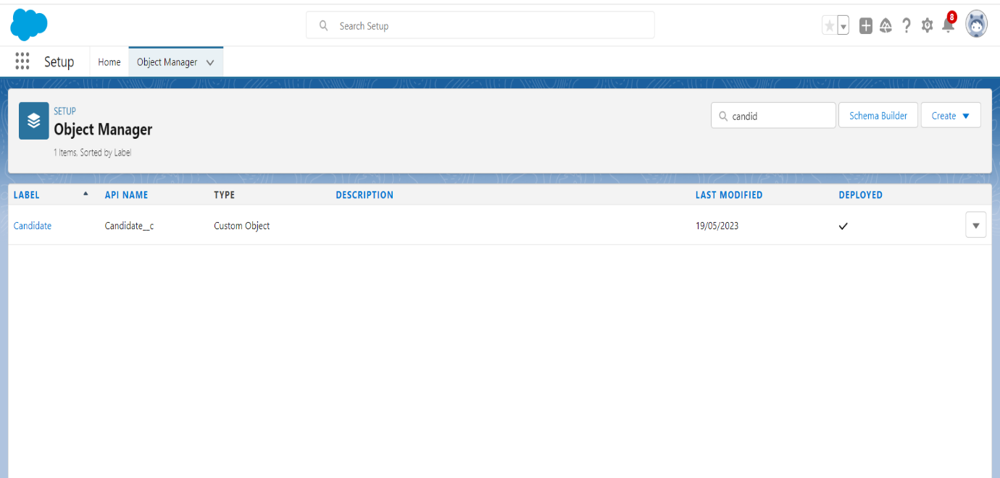 Search Setup
8
Setup Home Object Manager
SETUP
Object Manager
1 Items, Sorted by Label
candid
Schema Builder
Create
LABEL API NAME TYPE DESCRIPTION LAST MODIFIED DEPLOYED
Candidate Candidate__c Custom Object 19/05/2023